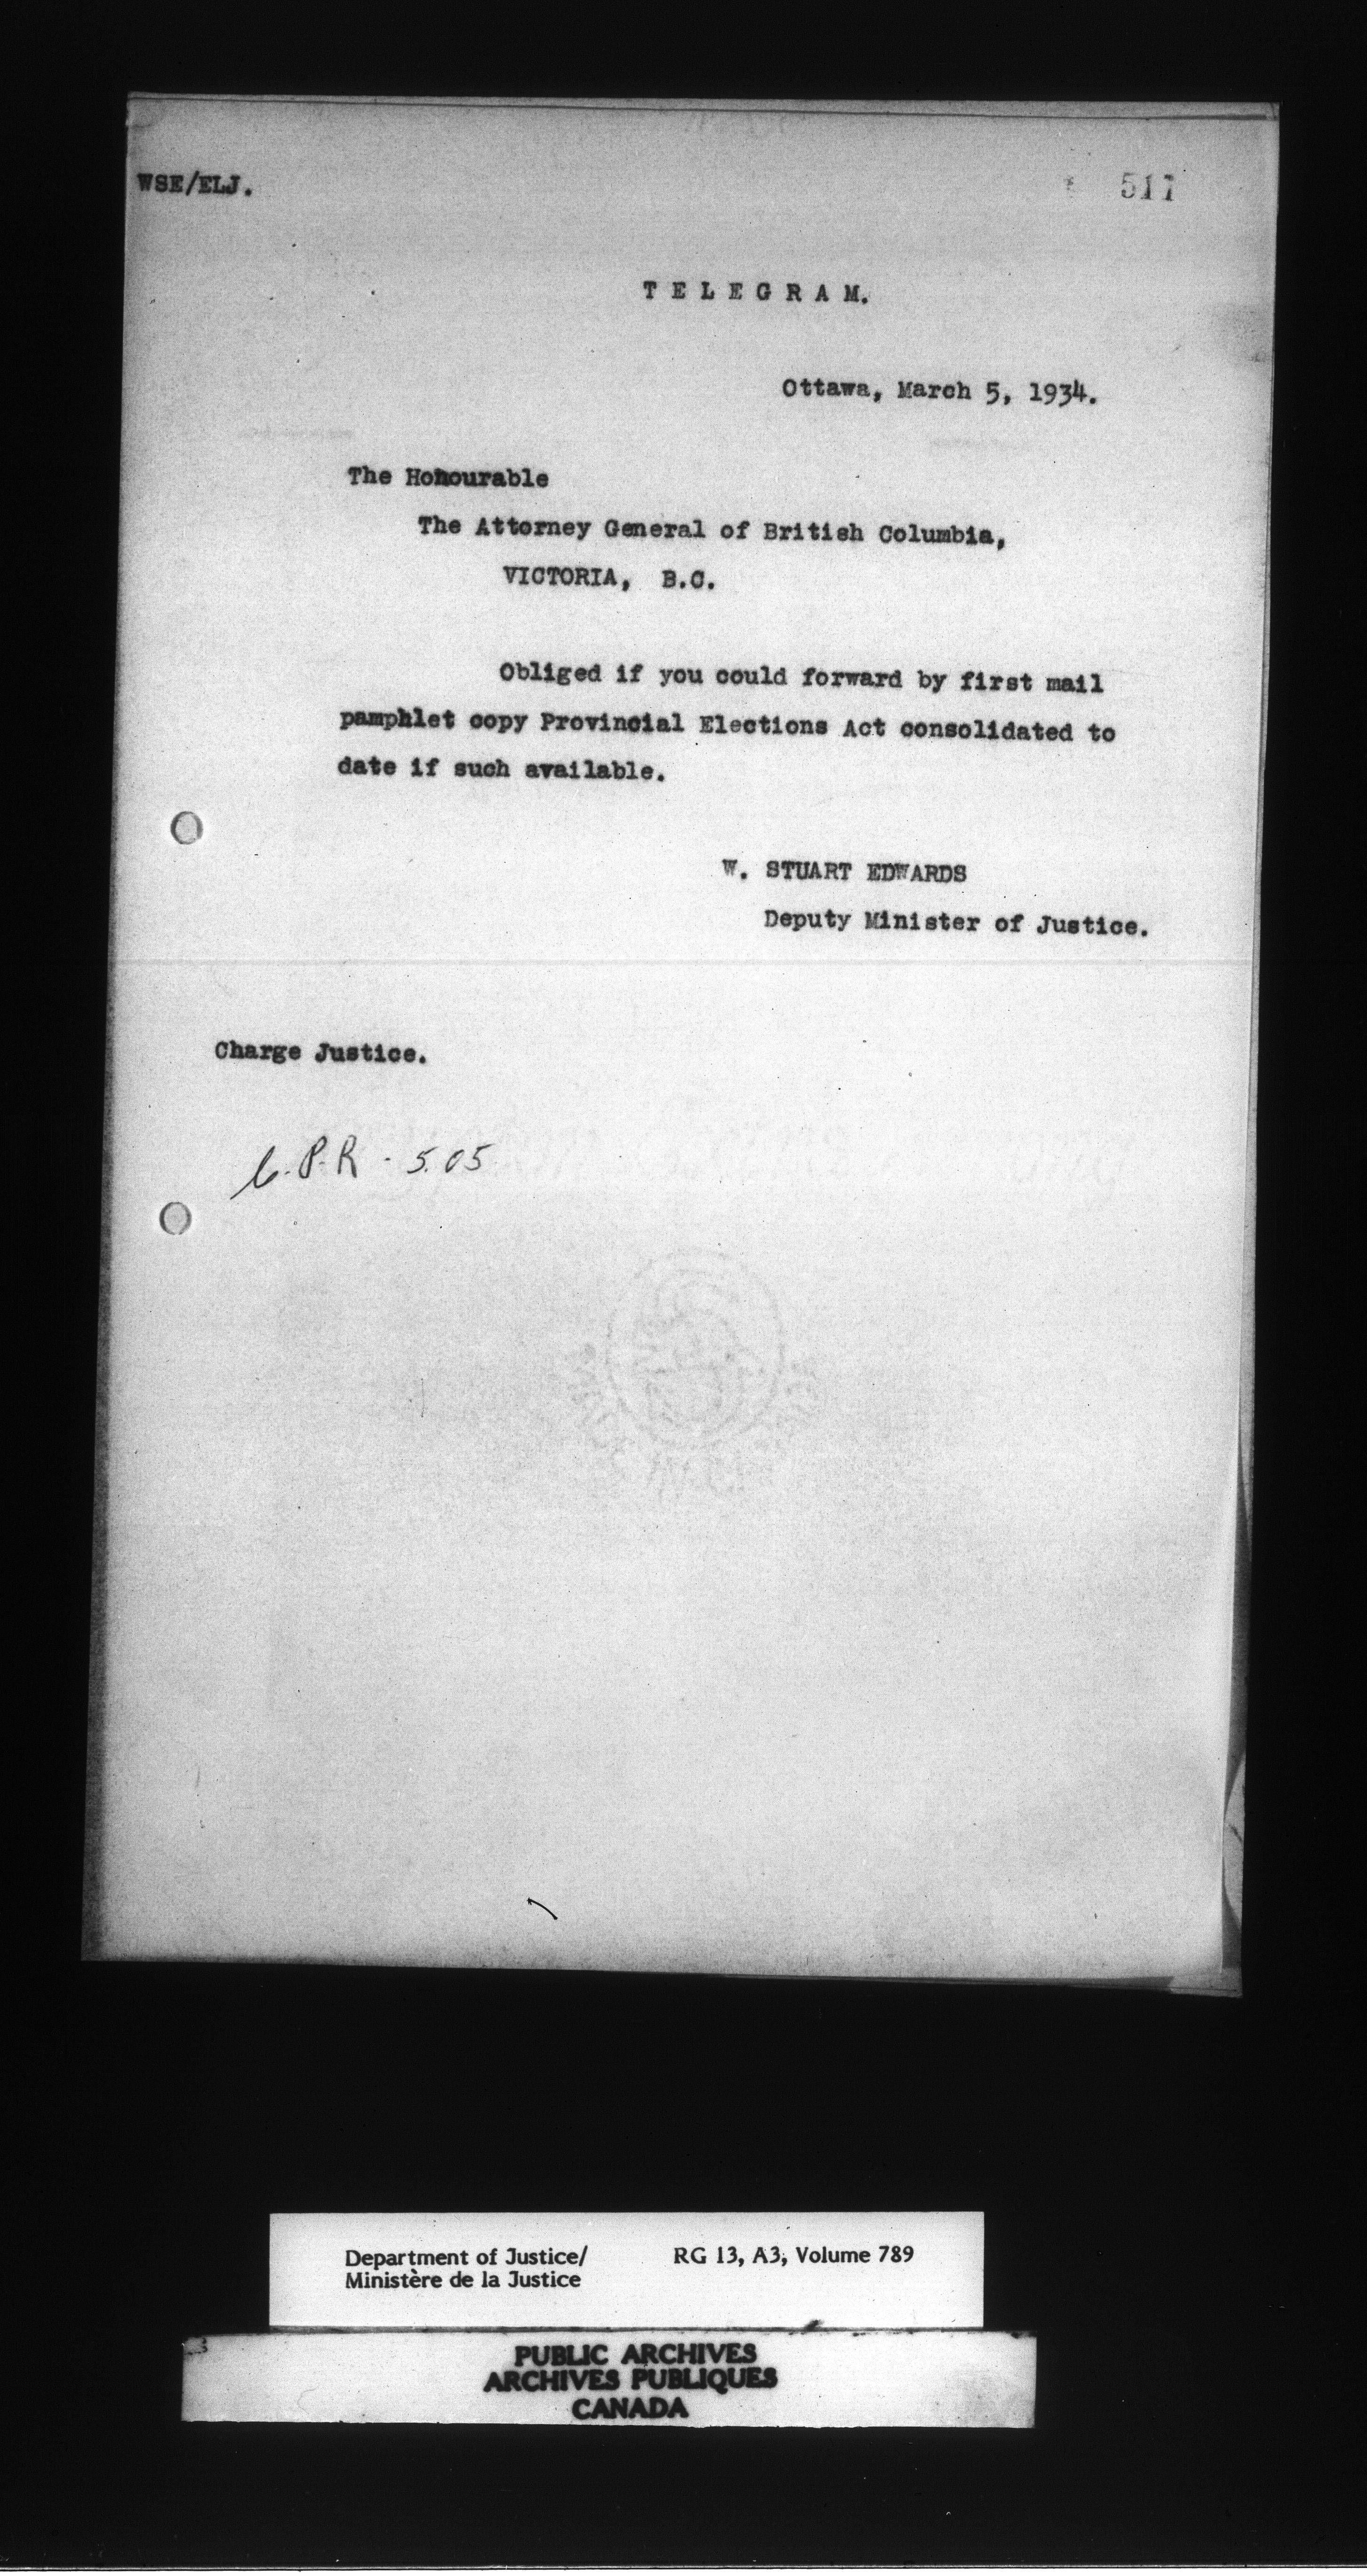 WSE/ELJ.
511
TELEGRAM.
Ottawa, March 5, 1934.
The Honourable
The Attorney General of British Columbia,
VICTORIA, B.C.
Obliged if you could forward by first mail
pamphlet copy Provincial Elections Act consolidated to
date if such available.
W. STUART EDWARDS
Deputy Minister of Justice.
Charge Justice.
C.P.R - 5.05
Department of Justice/ RG 13, A3, Volume 789
Ministère de la Justice
PUBLIC ARCHIVES
ARCHIVES PUBLIQUES
CANADA